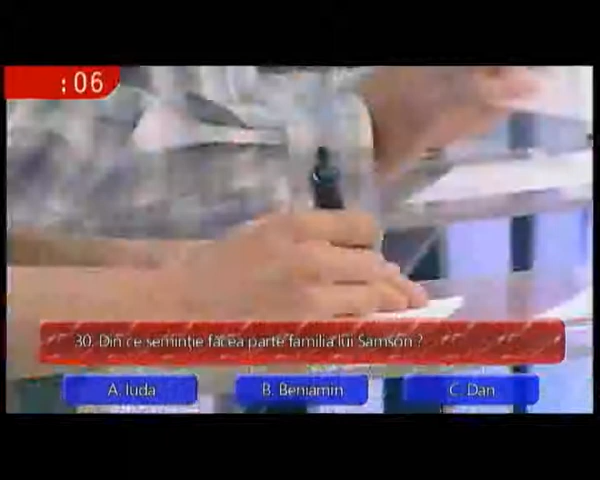 :06
30. Din ce seminție făcea parte familia lui Samson ?
A. Iuda
B. Beniamin
C. Dan